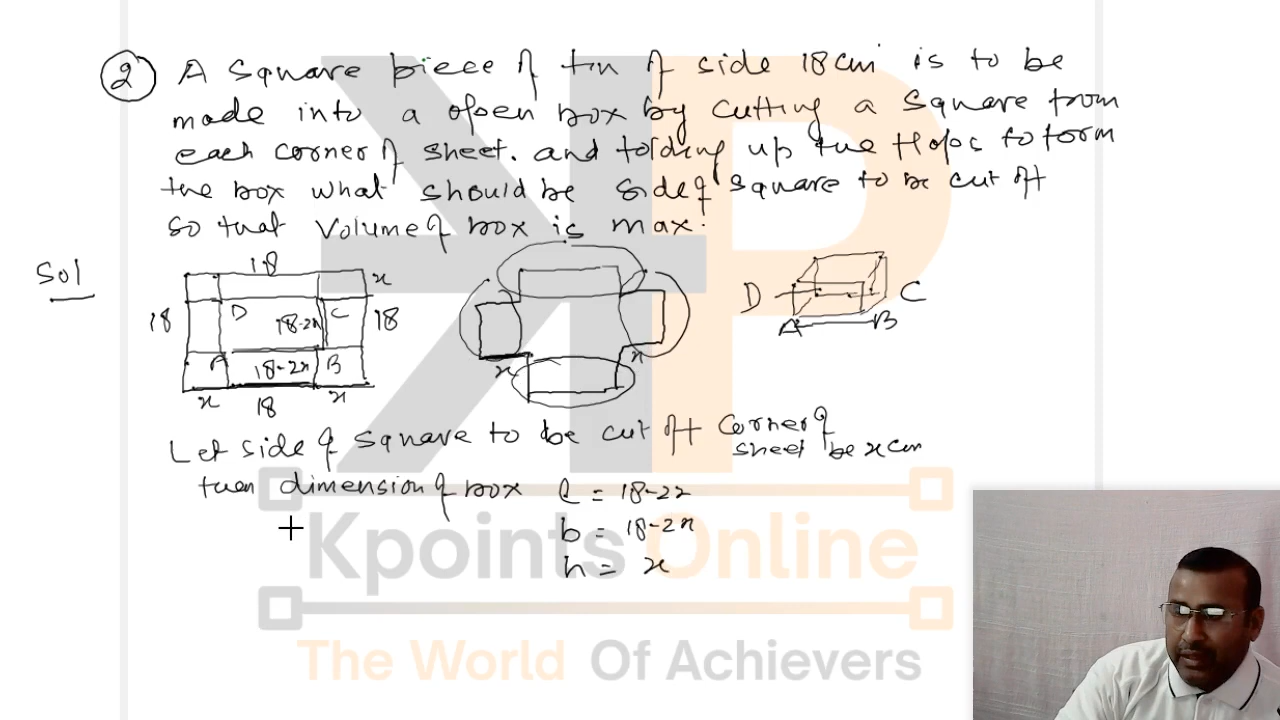 2 A square piece of tin of side 18cm is to be
made into a open box by cutting a square from
each corner of sheet. and folding up the flaps to form
the box what should be side of square to be cut off
so that volume of box is max.
Sol
18 x
18 D 18-2x C 18
A 18-2x B
x 18 x
x x
D C
A B
Let side of square to be cut off corner of
sheet be x cm
then dimension of box l = 18-2x
b = 18-2x
h = x
Kpoints Online
The World Of Achievers